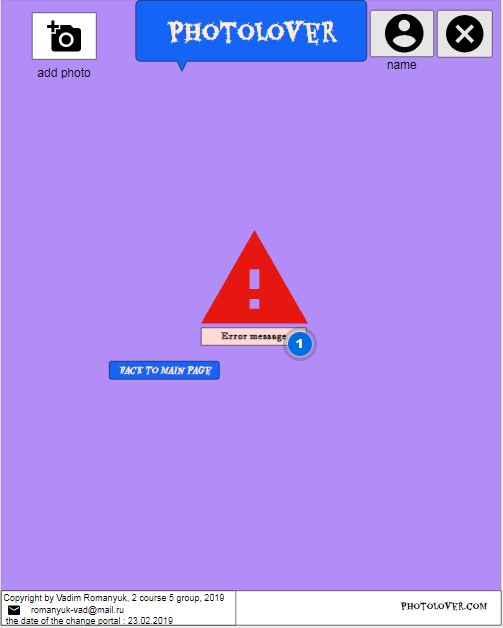 PHOTOLOVER
add photo
name
Error message
1
BACK TO MAIN PAGE
Copyright by Vadim Romanyuk, 2 course 5 group, 2019
romanyuk-vad@mail.ru
the date of the change portal : 23.02.2019
PHOTOLOVER.COM